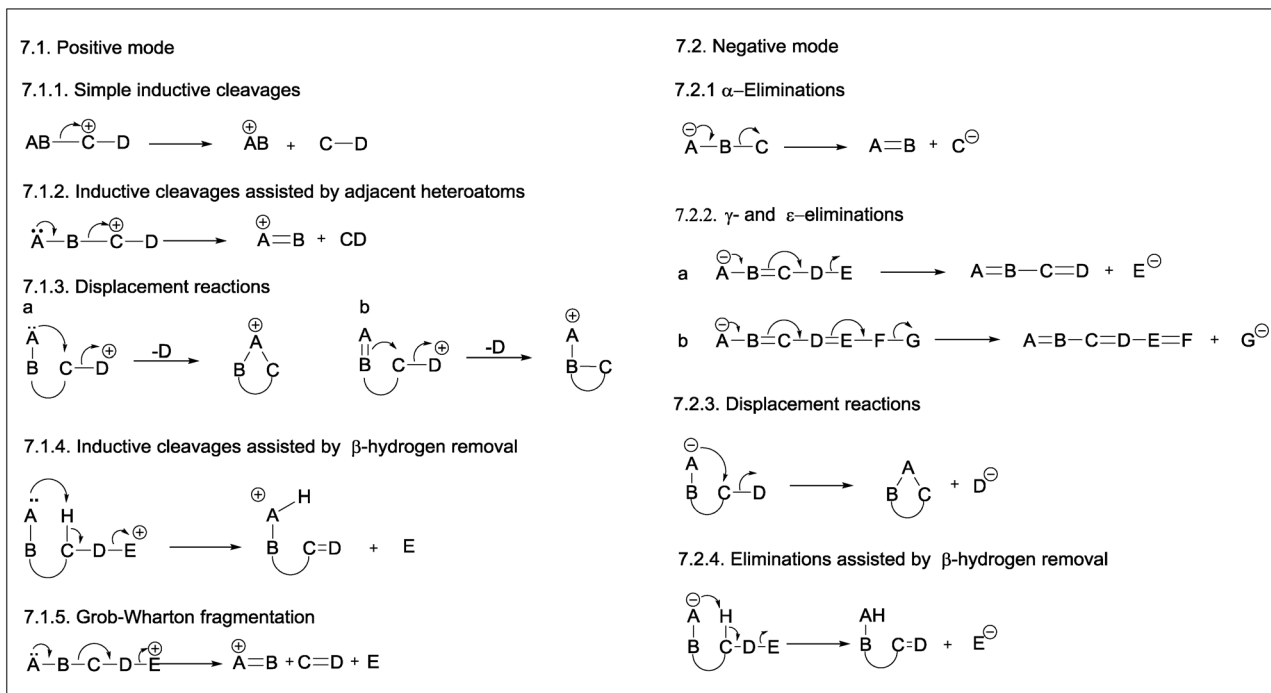 7.1. Positive mode
7.1.1. Simple inductive cleavages
AB—C—D ⊕ → AB ⊕ + C—D
7.1.2. Inductive cleavages assisted by adjacent heteroatoms
Ä—B—C—D ⊕ → A=B ⊕ + CD
7.1.3. Displacement reactions
a
A B C D ⊕ -D → A ⊕ B C
b
A B C D ⊕ -D → A ⊕ B—C
7.1.4. Inductive cleavages assisted by β-hydrogen removal
A H B C—D—E ⊕ → ⊕ A H B C=D + E
7.1.5. Grob-Wharton fragmentation
Ä—B—C—D—E ⊕ → A=B ⊕ + C=D + E
7.2. Negative mode
7.2.1 α–Eliminations
A—B—C ⊖ → A=B + C⊖
7.2.2. γ- and ε–eliminations
a A—B=C—D—E ⊖ → A=B—C=D + E⊖
b A—B=C—D=E—F—G ⊖ → A=B–C=D–E=F + G⊖
7.2.3. Displacement reactions
⊖ A B C—D → A B C + D⊖
7.2.4. Eliminations assisted by β-hydrogen removal
⊖ A H B C-D-E → AH B C=D + E⊖